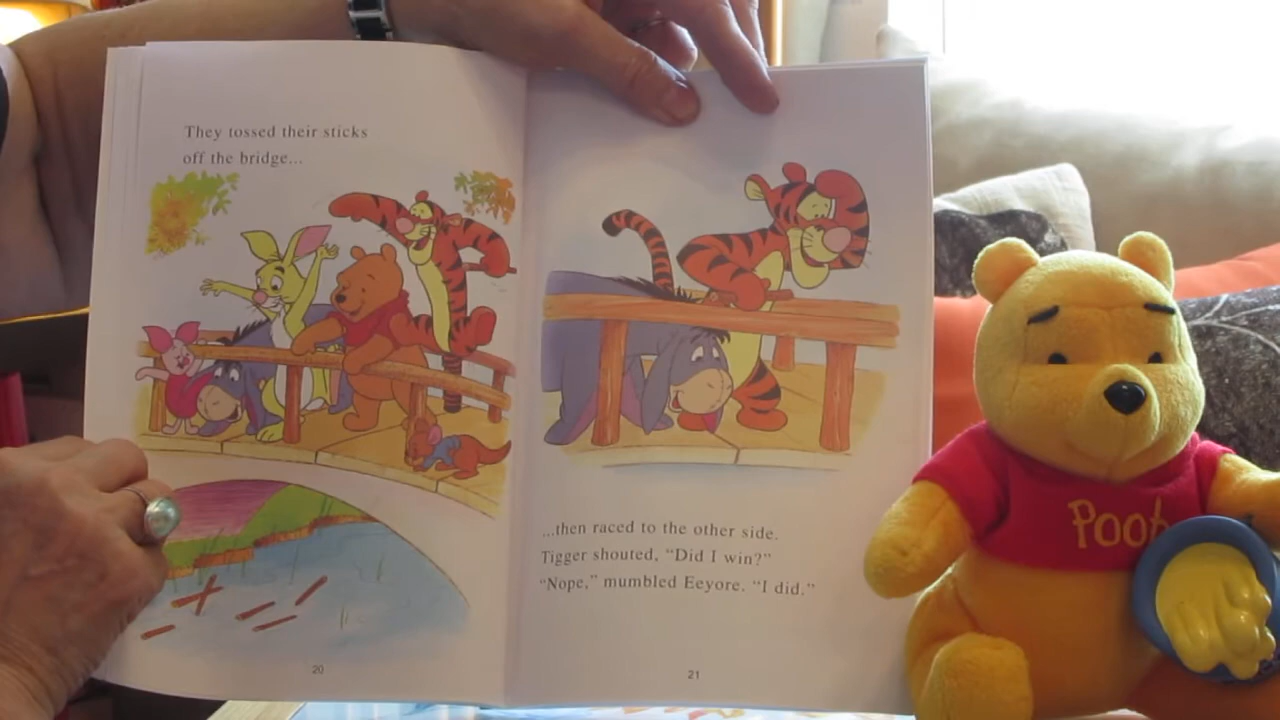 They tossed their sticks
off the bridge...
20
...then raced to the other side.
Tigger shouted, “Did I win?”
“Nope,” mumbled Eeyore. “I did.”
21
Pooh